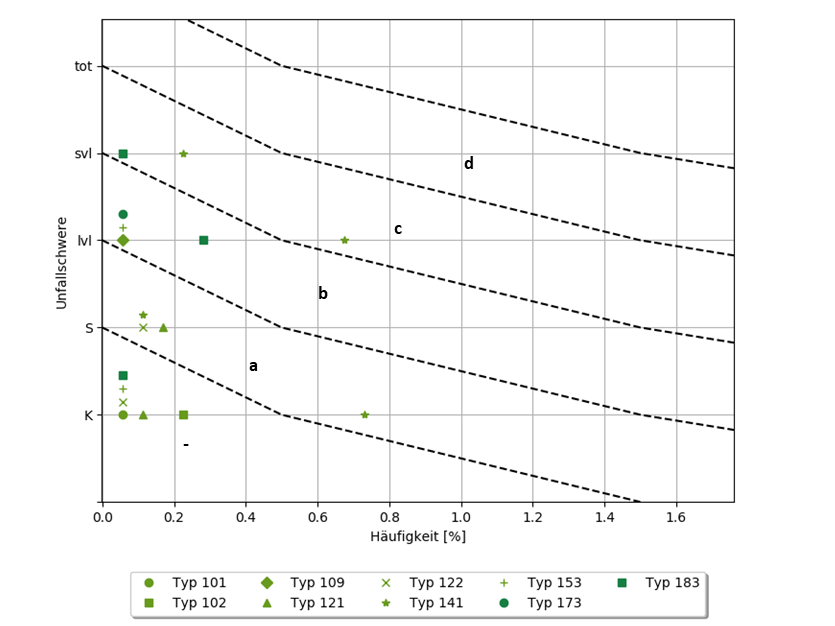 tot
svl
lvl
S
K
Unfallschwere
d
c
b
a
-
0.0 0.2 0.4 0.6 0.8 1.0 1.2 1.4 1.6
Häufigkeit [%]
Typ 101 Typ 109 Typ 122 Typ 153 Typ 183
Typ 102 Typ 121 Typ 141 Typ 173